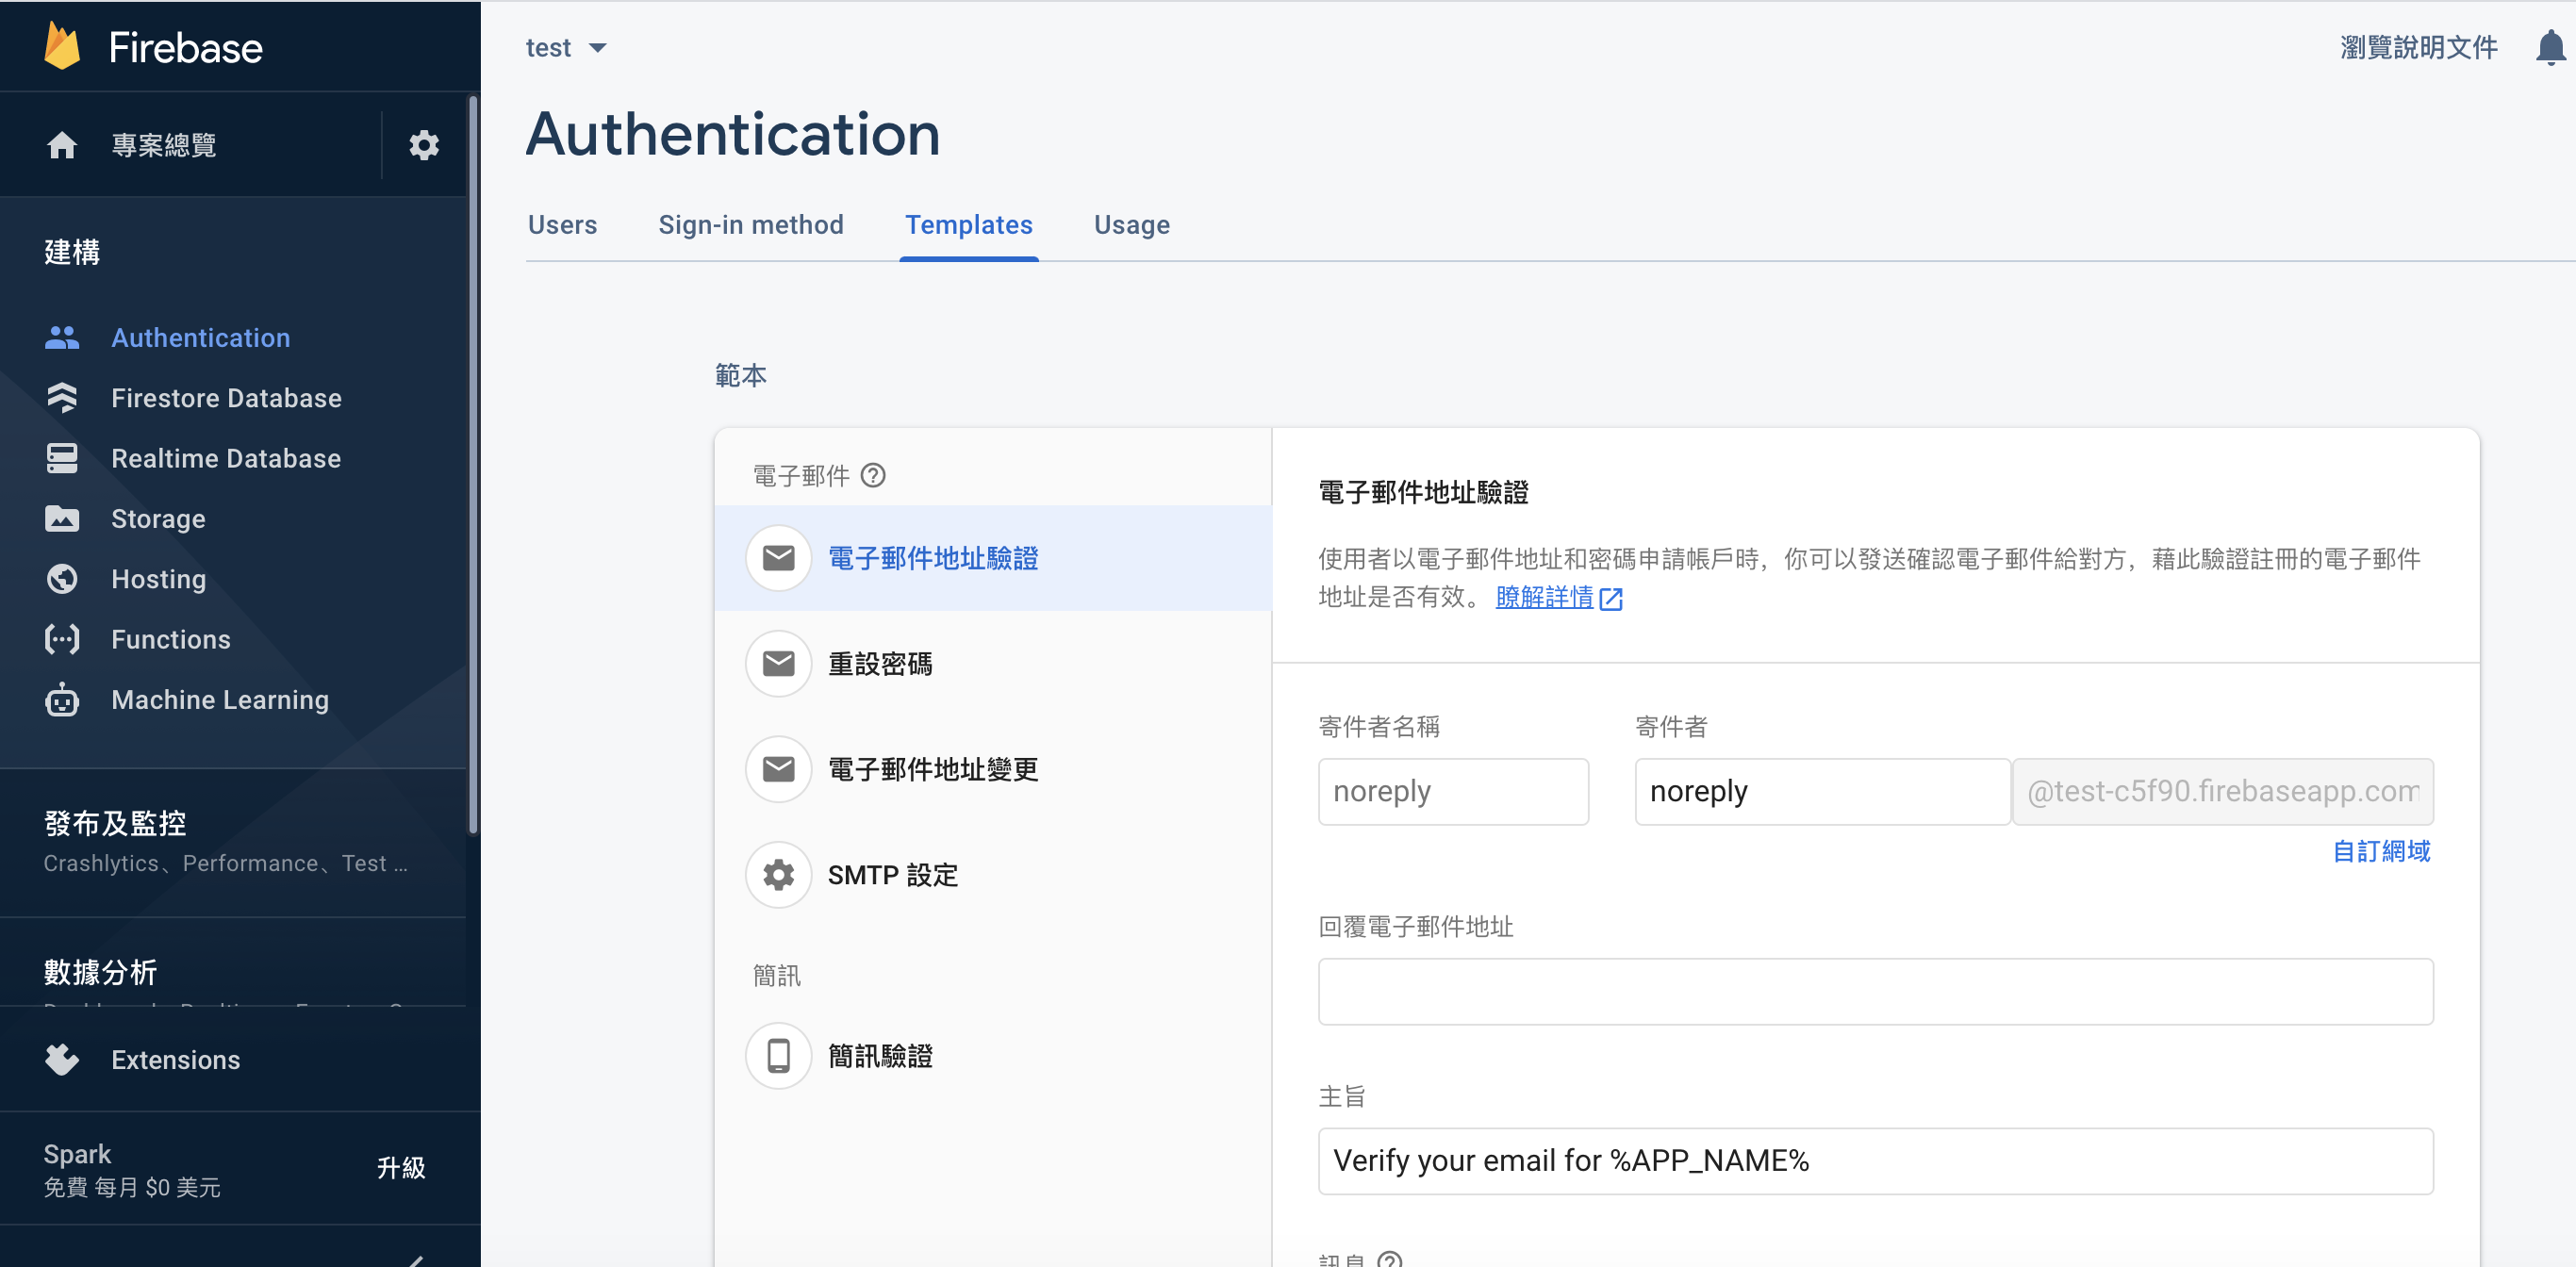 Firebase
專案總覽
建構
Authentication
Firestore Database
Realtime Database
Storage
Hosting
Functions
Machine Learning
發布及監控
Crashlytics、Performance、Test ...
數據分析
Extensions
Spark
免費 每月 $0 美元
升級
test
瀏覽說明文件
Authentication
Users
Sign-in method
Templates
Usage
範本
電子郵件
電子郵件地址驗證
重設密碼
電子郵件地址變更
SMTP 設定
簡訊
簡訊驗證
電子郵件地址驗證
使用者以電子郵件地址和密碼申請帳戶時，你可以發送確認電子郵件給對方，藉此驗證註冊的電子郵件
地址是否有效。 瞭解詳情
寄件者名稱
寄件者
noreply
noreply
@test-c5f90.firebaseapp.com
自訂網域
回覆電子郵件地址
主旨
Verify your email for %APP_NAME%
訊息